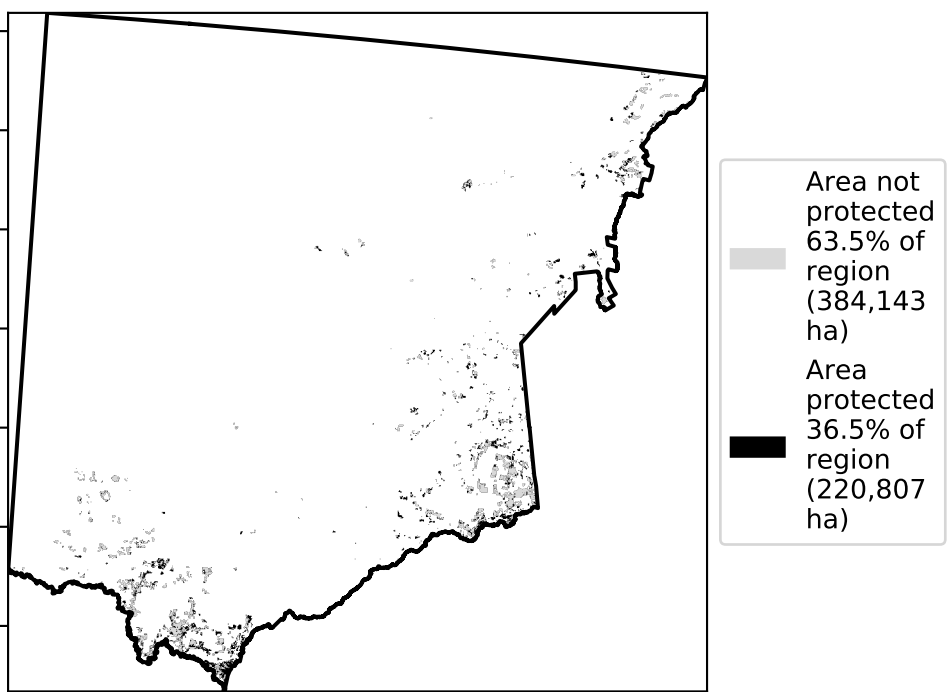 Area not
protected
63.5% of
region
(384,143
ha)
Area
protected
36.5% of
region
(220,807
ha)